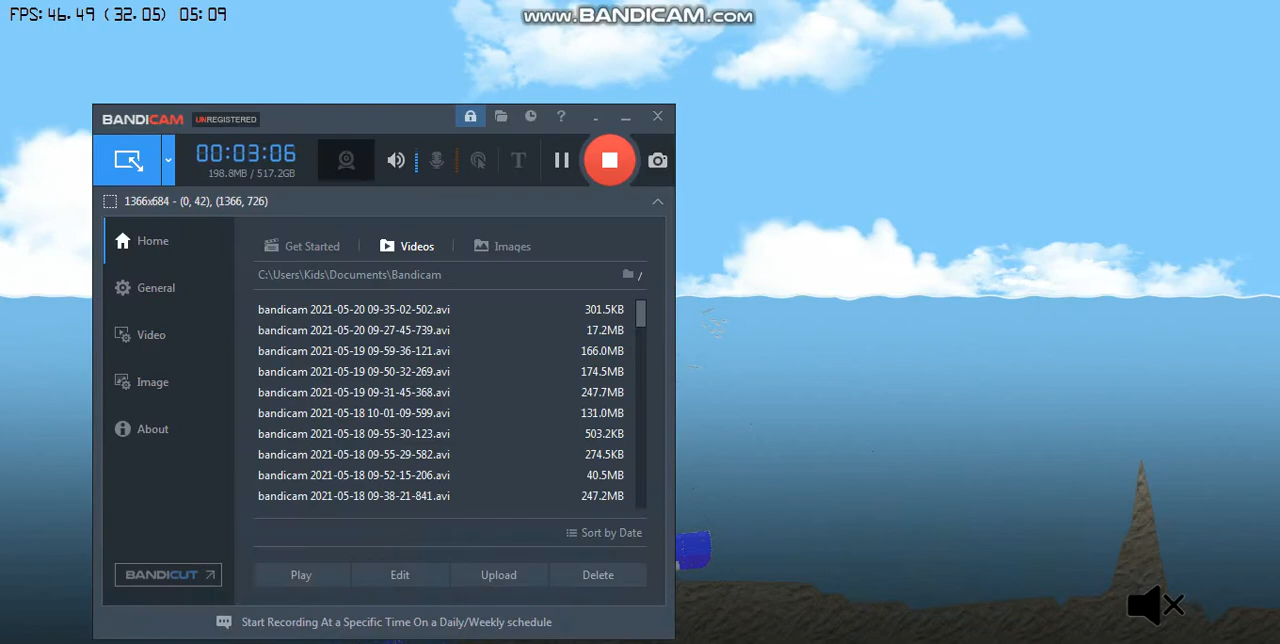 FPS: 46.49 (32.05) 05:09
www.BANDICAM.com
BANDICAM UNREGISTERED
00:03:06
198.8MB / 517.2GB
1366x684 - (0, 42), (1366, 726)
Home
General
Video
Image
About
Get Started
Videos
Images
C:\Users\Kids\Documents\Bandicam
bandicam 2021-05-20 09-35-02-502.avi 301.5KB
bandicam 2021-05-20 09-27-45-739.avi 17.2MB
bandicam 2021-05-19 09-59-36-121.avi 166.0MB
bandicam 2021-05-19 09-50-32-269.avi 174.5MB
bandicam 2021-05-19 09-31-45-368.avi 247.7MB
bandicam 2021-05-18 10-01-09-599.avi 131.0MB
bandicam 2021-05-18 09-55-30-123.avi 503.2KB
bandicam 2021-05-18 09-55-29-582.avi 274.5KB
bandicam 2021-05-18 09-52-15-206.avi 40.5MB
bandicam 2021-05-18 09-38-21-841.avi 247.2MB
Sort by Date
BANDICUT
Play
Edit
Upload
Delete
Start Recording At a Specific Time On a Daily/Weekly schedule